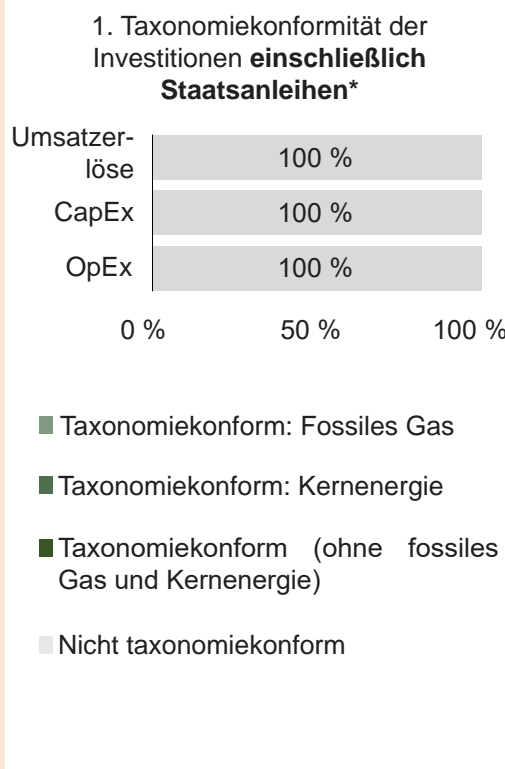 1. Taxonomiekonformität der
Investitionen einschließlich
Staatsanleihen*
Umsatzer-
löse
100 %
CapEx
100 %
OpEx
100 %
0 %
50 %
100 %
Taxonomiekonform: Fossiles Gas
Taxonomiekonform: Kernenergie
Taxonomiekonform (ohne fossiles
Gas und Kernenergie)
Nicht taxonomiekonform